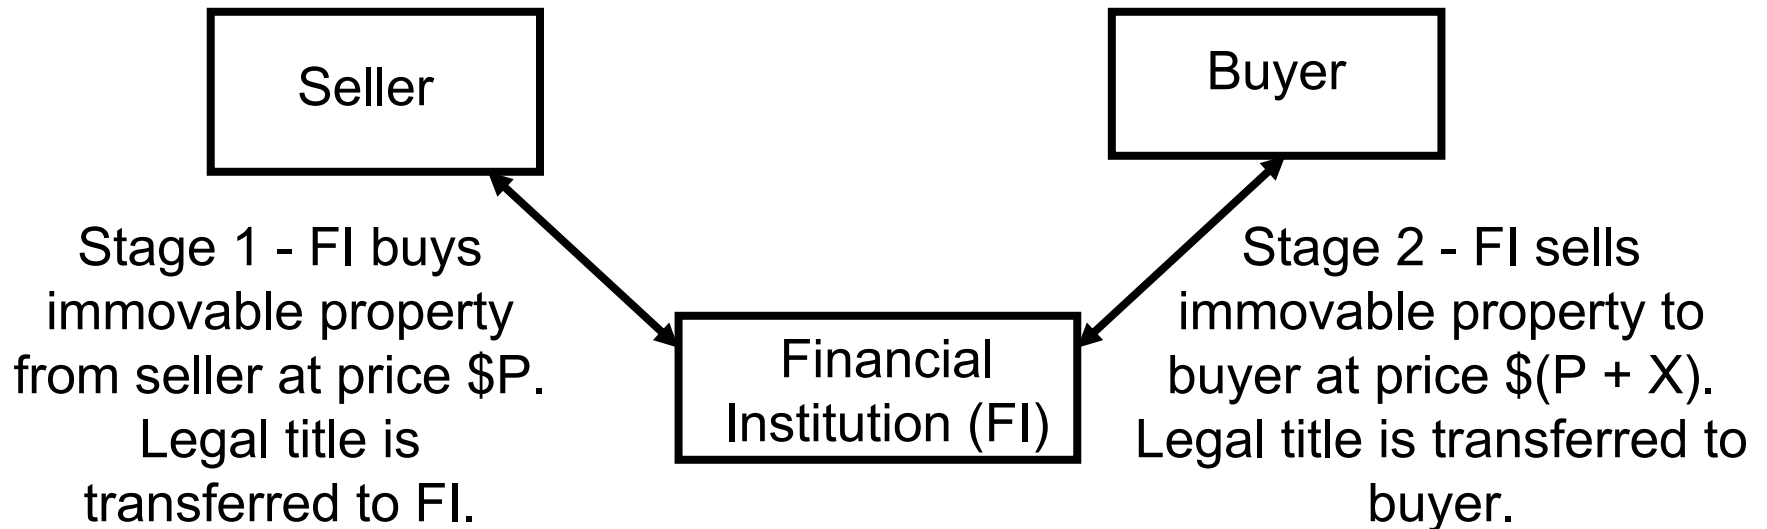 Seller
Buyer
Stage 1 - FI buys
immovable property
from seller at price $P.
Legal title is
transferred to FI.
Financial
Institution (FI)
Stage 2 - FI sells
immovable property to
buyer at price $(P + X).
Legal title is transferred to
buyer.